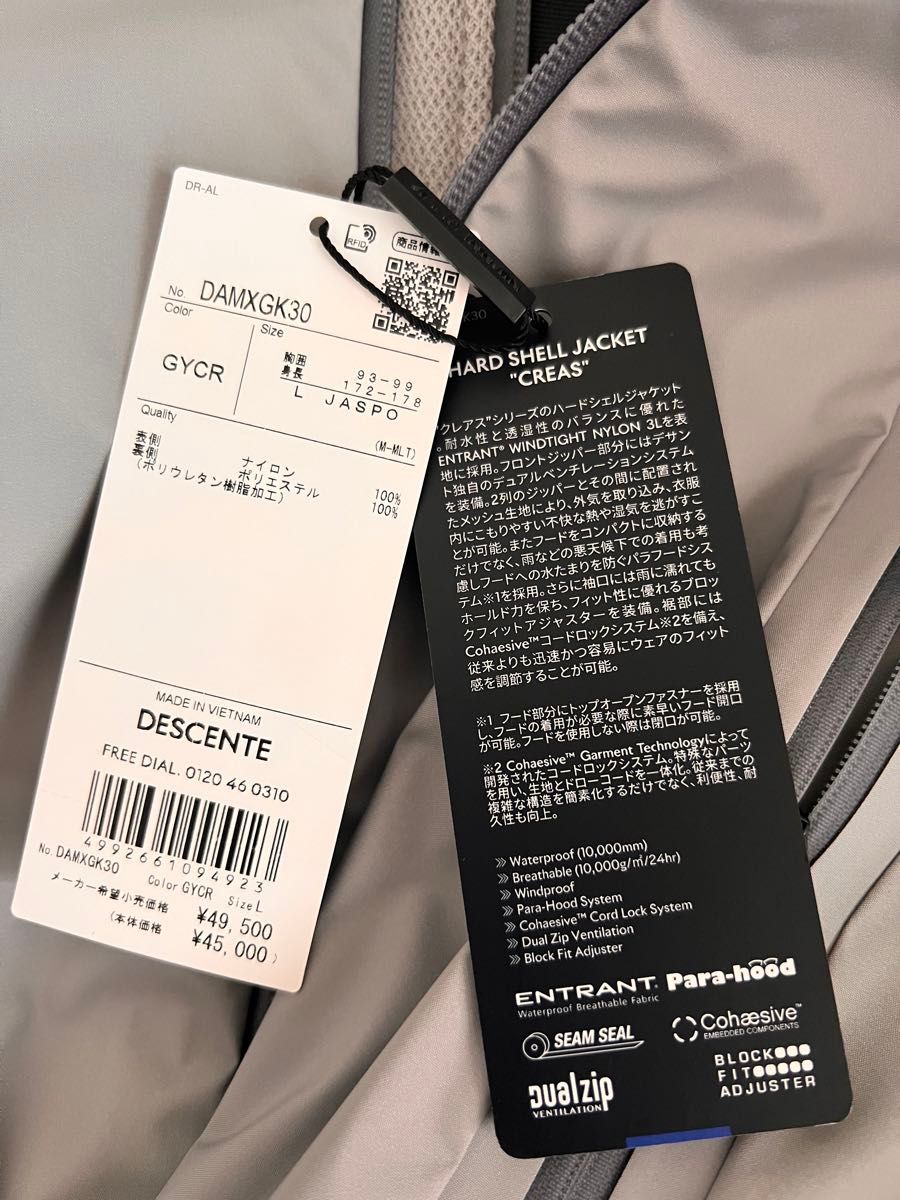 DR-AL
RFID
商品情報
No. DAMXGK30
Color
Size
GYCR
胸囲 93-99
身長 172-178
L JASPO
Quality
(M-MLT)
表側 ナイロン 100%
裏側 ポリエステル 100%
(ポリウレタン樹脂加工)
MADE IN VIETNAM
DESCENTE
FREE DIAL. 0120 46 0310
4992661094923
No. DAMXGK30 Color GYCR Size L
メーカー希望小売価格 ¥49,500
(本体価格 ¥45,000)
K30
HARD SHELL JACKET
"CREAS"
"クレアス"シリーズのハードシェルジャケット
。耐水性と透湿性のバランスに優れた
ENTRANT® WINDTIGHT NYLON 3Lを表
地に採用。フロントジッパー部分にはデサン
ト独自のデュアルベンチレーションシステム
を装備。2列のジッパーとその間に配置され
たメッシュ生地により、外気を取り込み、衣服
内にこもりやすい不快な熱や湿気を逃がすこ
とが可能。またフードをコンパクトに収納する
だけでなく、雨などの悪天候下での着用も考
慮しフードへの水たまりを防ぐパラフードシス
テム※1を採用。さらに袖口には雨に濡れても
ホールド力を保ち、フィット性に優れるブロッ
クフィットアジャスターを装備。裾部には
Cohaesive™コードロックシステム※2を備え、
従来よりも迅速かつ容易にウェアのフィット
感を調節することが可能。
※1 フード部分にトップオープンファスナーを採用
し、フードの着用が必要な際に素早いフード開口
が可能。フードを使用しない際は閉口が可能。
※2 Cohaesive™ Garment Technologyによって
開発されたコードロックシステム。特殊なパーツ
を用い、生地とドローコードを一体化。従来までの
複雑な構造を簡素化するだけでなく、利便性、耐
久性も向上。
Waterproof (10,000mm)
Breathable (10,000g/㎡/24hr)
Windproof
Para-Hood System
Cohaesive™ Cord Lock System
Dual Zip Ventilation
Block Fit Adjuster
ENTRANT® Para-hood
Waterproof Breathable Fabric
SEAM SEAL
Cohæsive™
EMBEDDED COMPONENTS
Dualzip
VENTILATION
BLOCK
FIT
ADJUSTER